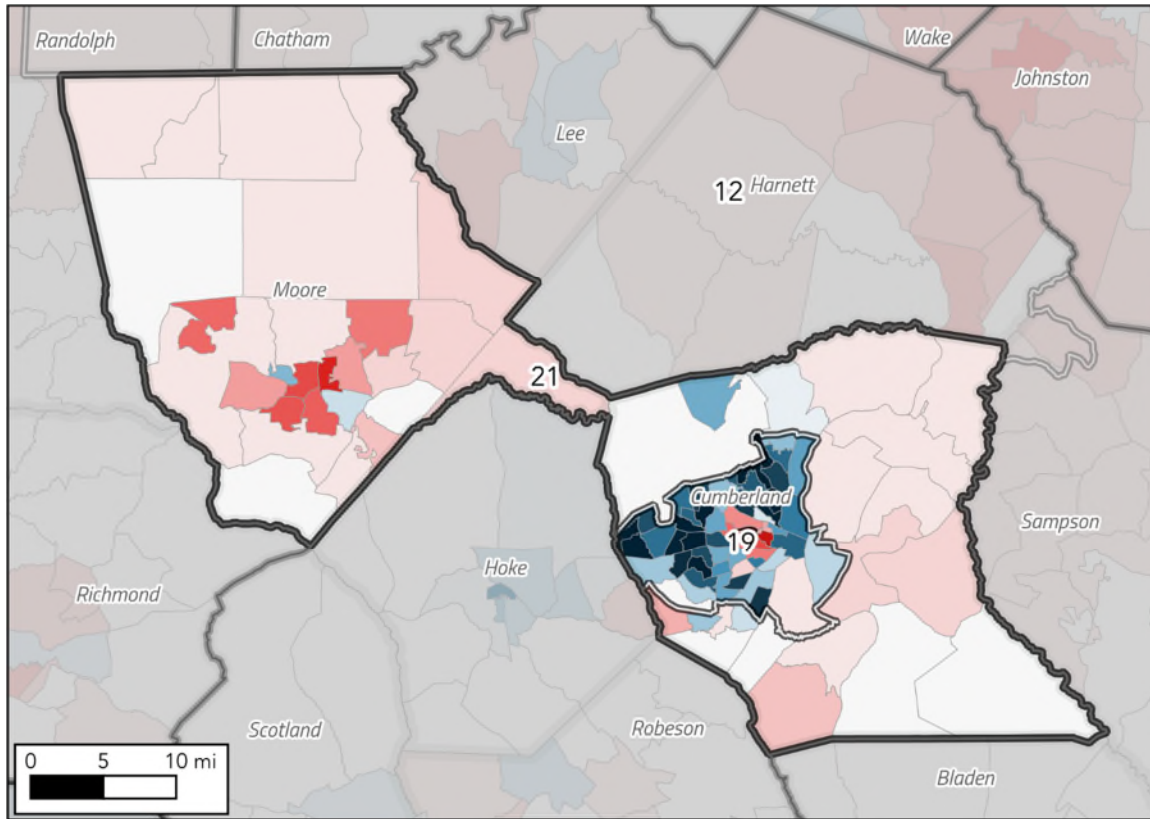 Randolph
Chatham
Wake
Johnston
Lee
12 Harnett
Moore
21
Cumberland
19
Sampson
Hoke
Richmond
Scotland
Robeson
Bladen
0 5 10 mi